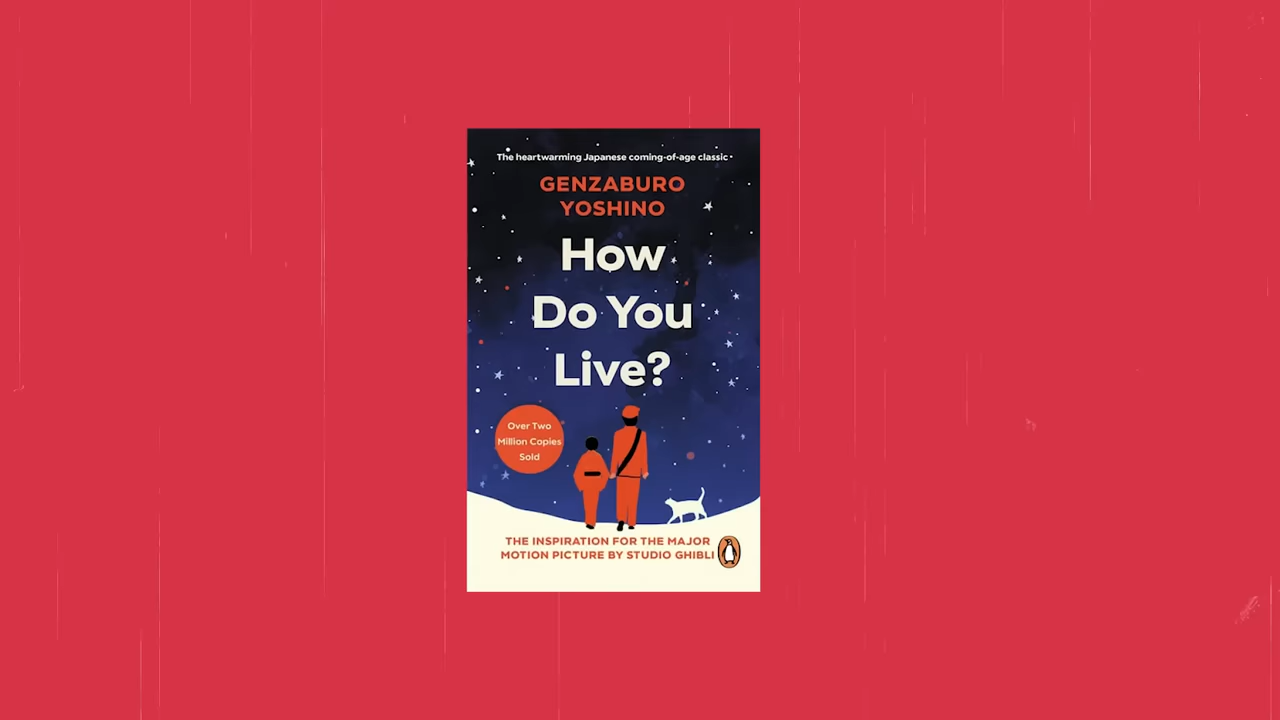 The heartwarming Japanese coming-of-age classic
GENZABURO
YOSHINO
How
Do You
Live?
Over Two
Million Copies
Sold
THE INSPIRATION FOR THE MAJOR
MOTION PICTURE BY STUDIO GHIBLI